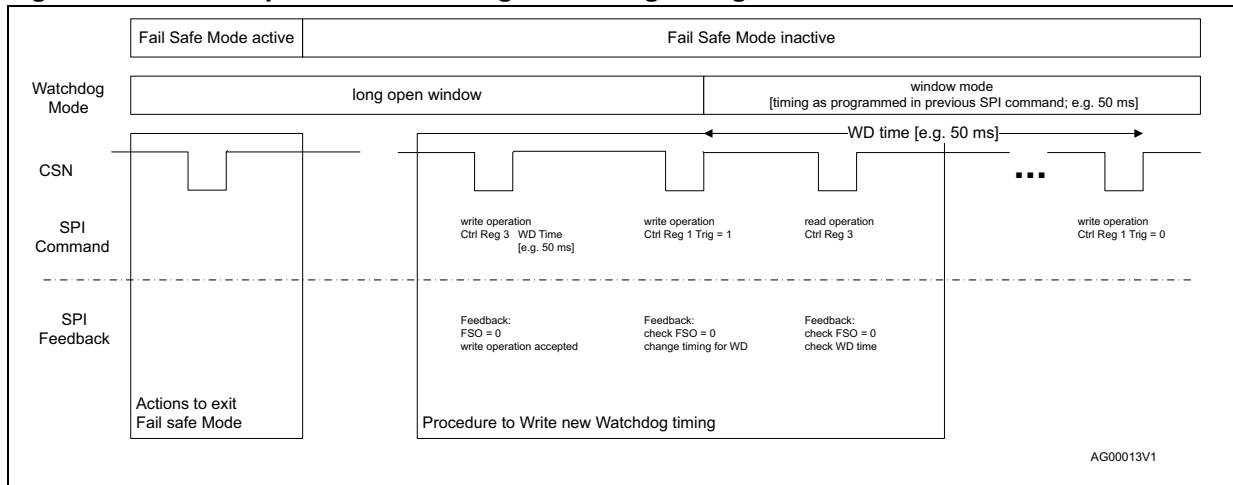 Fail Safe Mode active
Fail Safe Mode inactive
Watchdog
Mode
long open window
window mode
[timing as programmed in previous SPI command; e.g. 50 ms]
WD time [e.g. 50 ms]
CSN
...
SPI
Command
write operation
Ctrl Reg 3 WD Time
[e.g. 50 ms]
write operation
Ctrl Reg 1 Trig = 1
read operation
Ctrl Reg 3
write operation
Ctrl Reg 1 Trig = 0
SPI
Feedback
Feedback:
FSO = 0
write operation accepted
Feedback:
check FSO = 0
change timing for WD
Feedback:
check FSO = 0
check WD time
Actions to exit
Fail safe Mode
Procedure to Write new Watchdog timing
AG00013V1